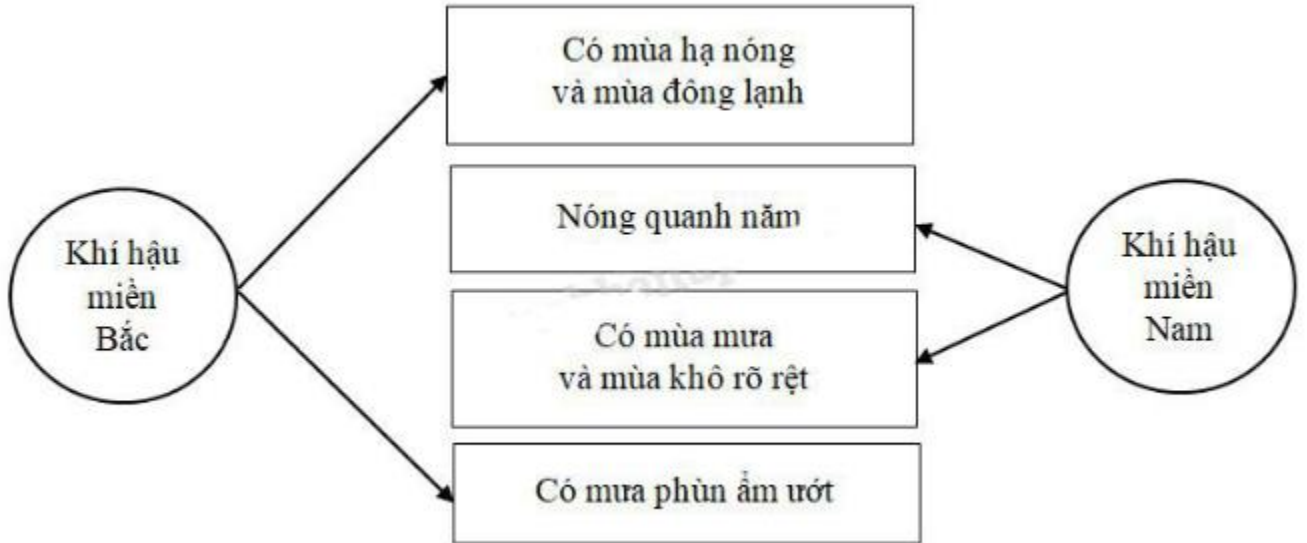 Có mùa hạ nóng
và mùa đông lạnh
Nóng quanh năm
Khí hậu
miền
Bắc
Khí hậu
miền
Nam
Có mùa mưa
và mùa khô rõ rệt
Có mưa phùn ẩm ướt